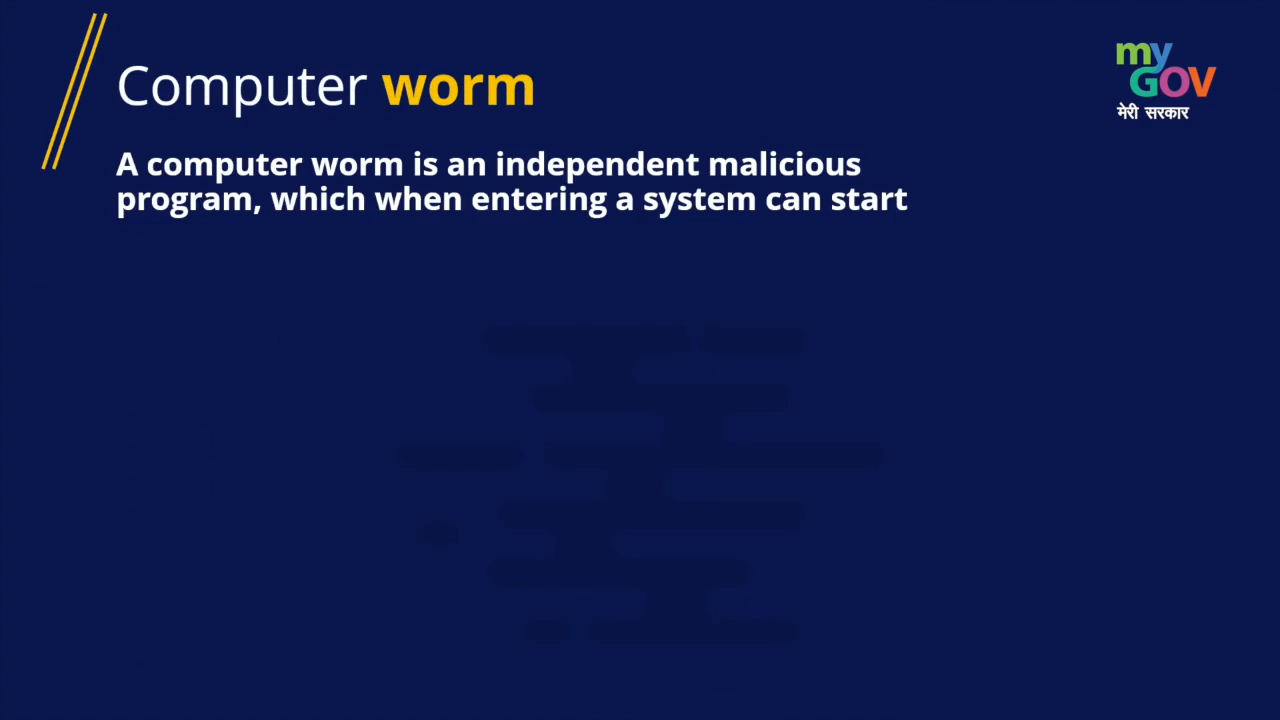 Computer worm
my
GOV
मेरी सरकार
A computer worm is an independent malicious
program, which when entering a system can start